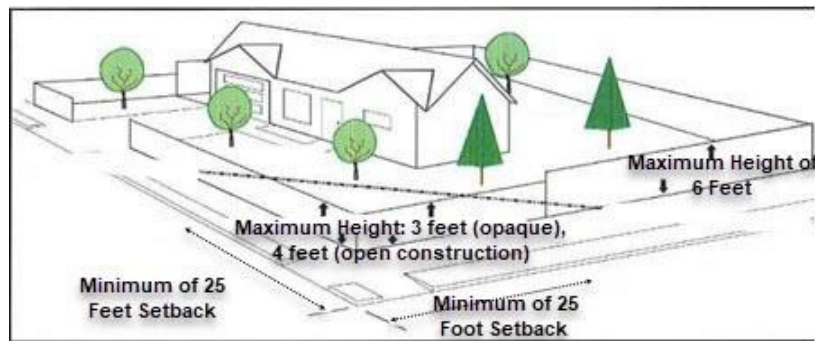 Maximum Height of
6 Feet
Maximum Height: 3 feet (opaque),
4 feet (open construction)
Minimum of 25
Feet Setback
Minimum of 25
Foot Setback